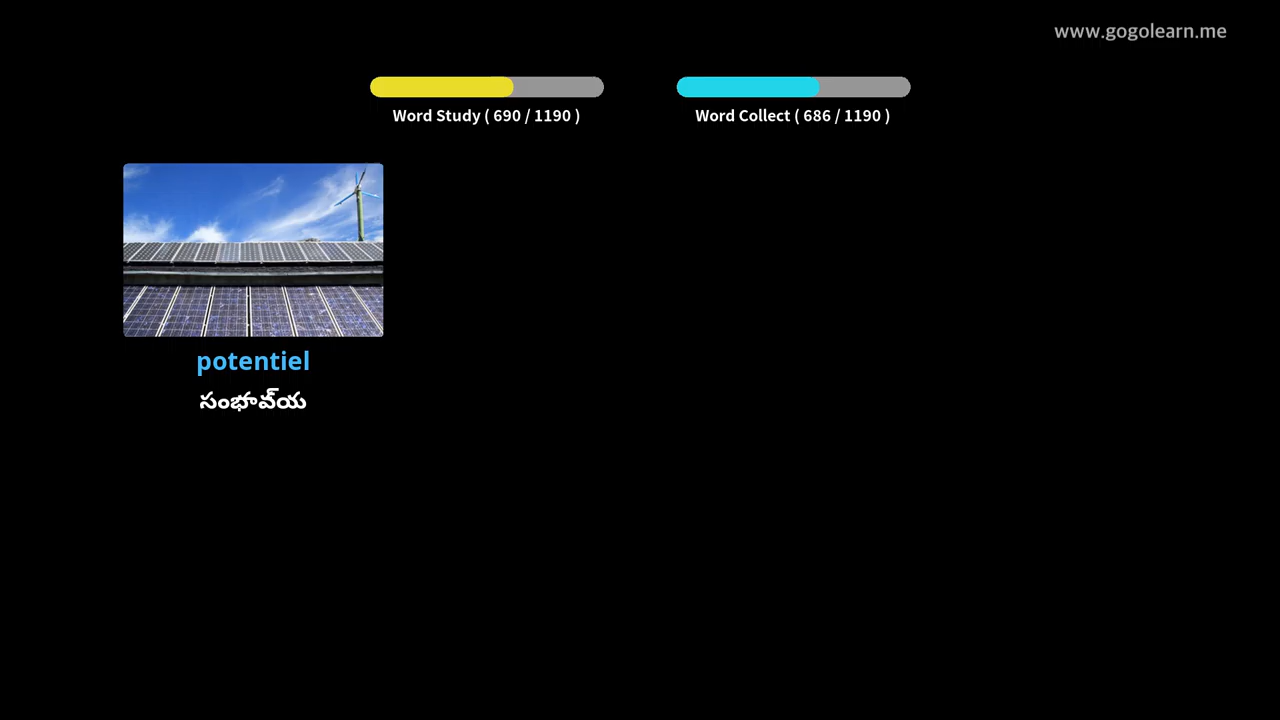 www.gogolearn.me
Word Study ( 690 / 1190 )
Word Collect ( 686 / 1190 )
potentiel
సంభావ్య